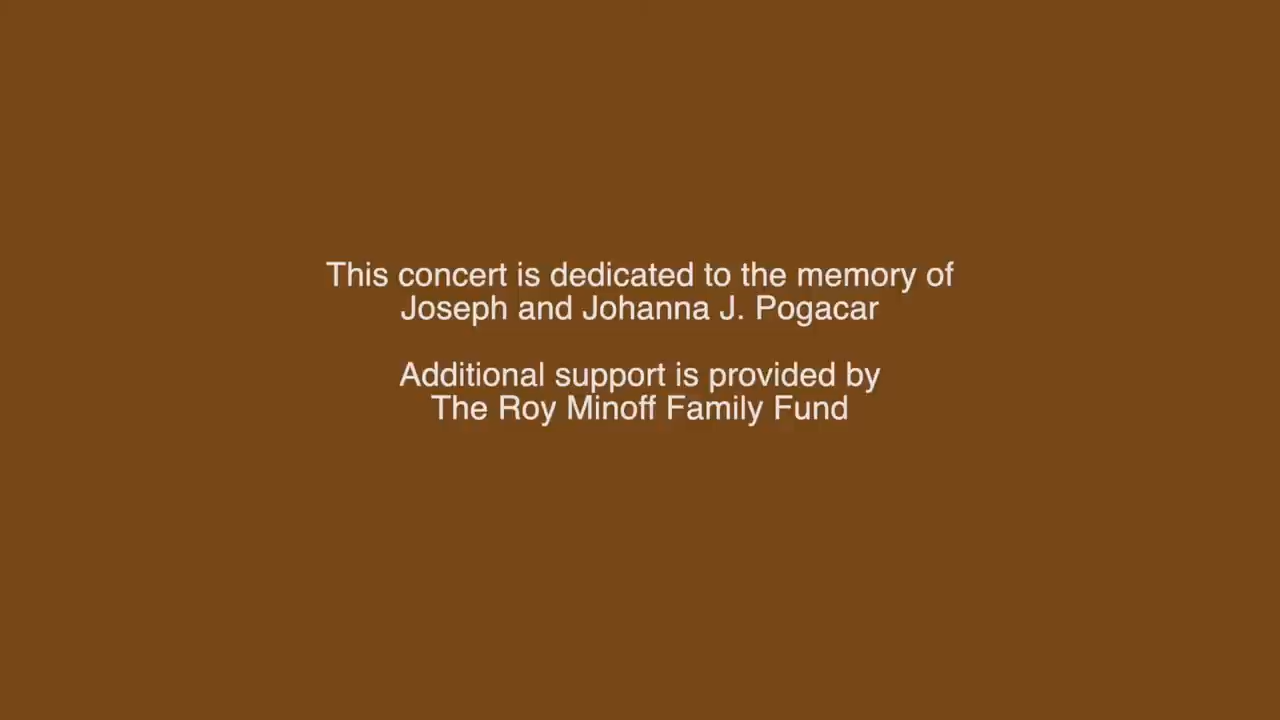 This concert is dedicated to the memory of
Joseph and Johanna J. Pogacar
Additional support is provided by
The Roy Minoff Family Fund